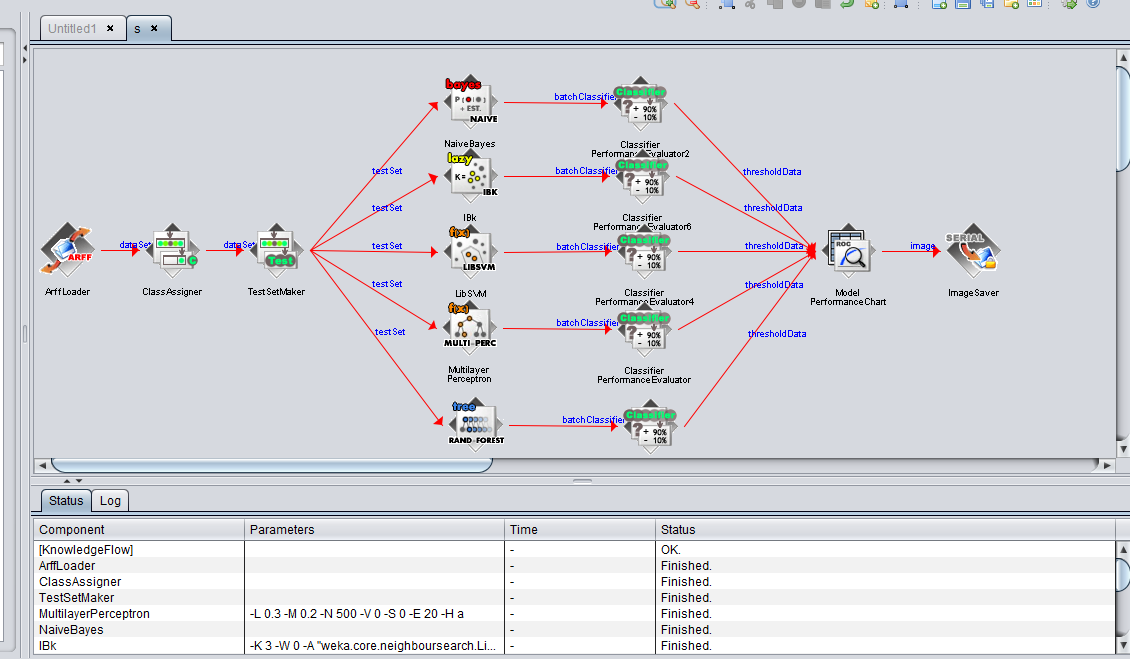 Untitled1 ×
s ×
bayes
P ( | ) + EST.
NAIVE
NaiveBayes
batchClassifier
Classifier
? + 90% - 10%
Classifier
PerformanceEvaluator2
lazy
K=
IBK
IBk
batchClassifier
Classifier
? + 90% - 10%
Classifier
PerformanceEvaluator6
f(x)
LIBSVM
LibSVM
batchClassifier
Classifier
? + 90% - 10%
Classifier
PerformanceEvaluator4
f(x)
MULTI-PERC
Multilayer
Perceptron
batchClassifier
Classifier
? + 90% - 10%
Classifier
PerformanceEvaluator
tree
RAND-FOREST
batchClassifier
Classifier
? + 90% - 10%
testSet
testSet
testSet
testSet
testSet
thresholdData
thresholdData
thresholdData
thresholdData
thresholdData
ARFF
ArffLoader
dataSet
C
ClassAssigner
dataSet
Test
TestSetMaker
ROC
Model
PerformanceChart
image
SERIAL
ImageSaver
Status Log
Component Parameters Time Status
[KnowledgeFlow] - OK.
ArffLoader - Finished.
ClassAssigner - Finished.
TestSetMaker - Finished.
MultilayerPerceptron -L 0.3 -M 0.2 -N 500 -V 0 -S 0 -E 20 -H a - Finished.
NaiveBayes - Finished.
IBk -K 3 -W 0 -A "weka.core.neighboursearch.Li... - Finished.